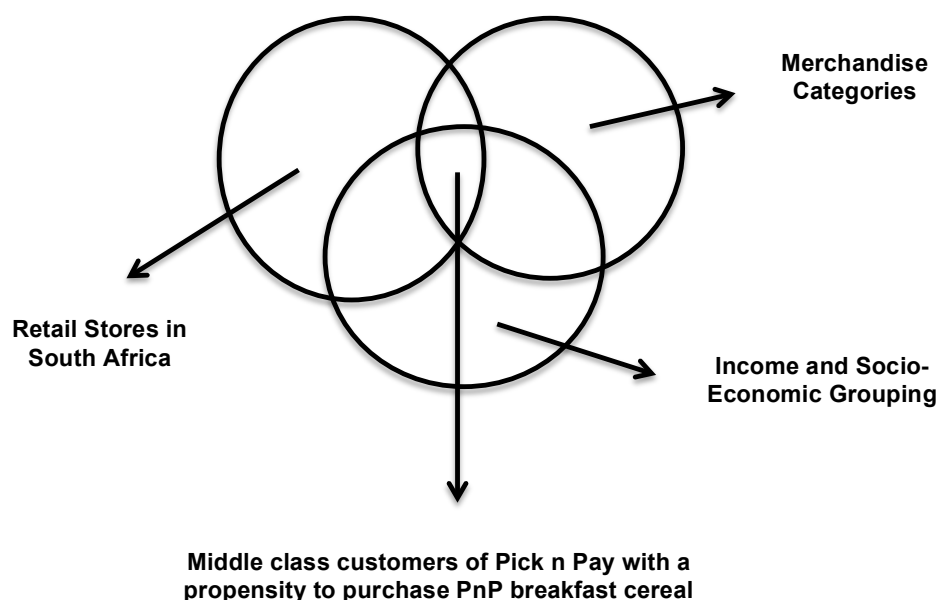 Merchandise
Categories
Retail Stores in
South Africa
Income and Socio-
Economic Grouping
Middle class customers of Pick n Pay with a
propensity to purchase PnP breakfast cereal